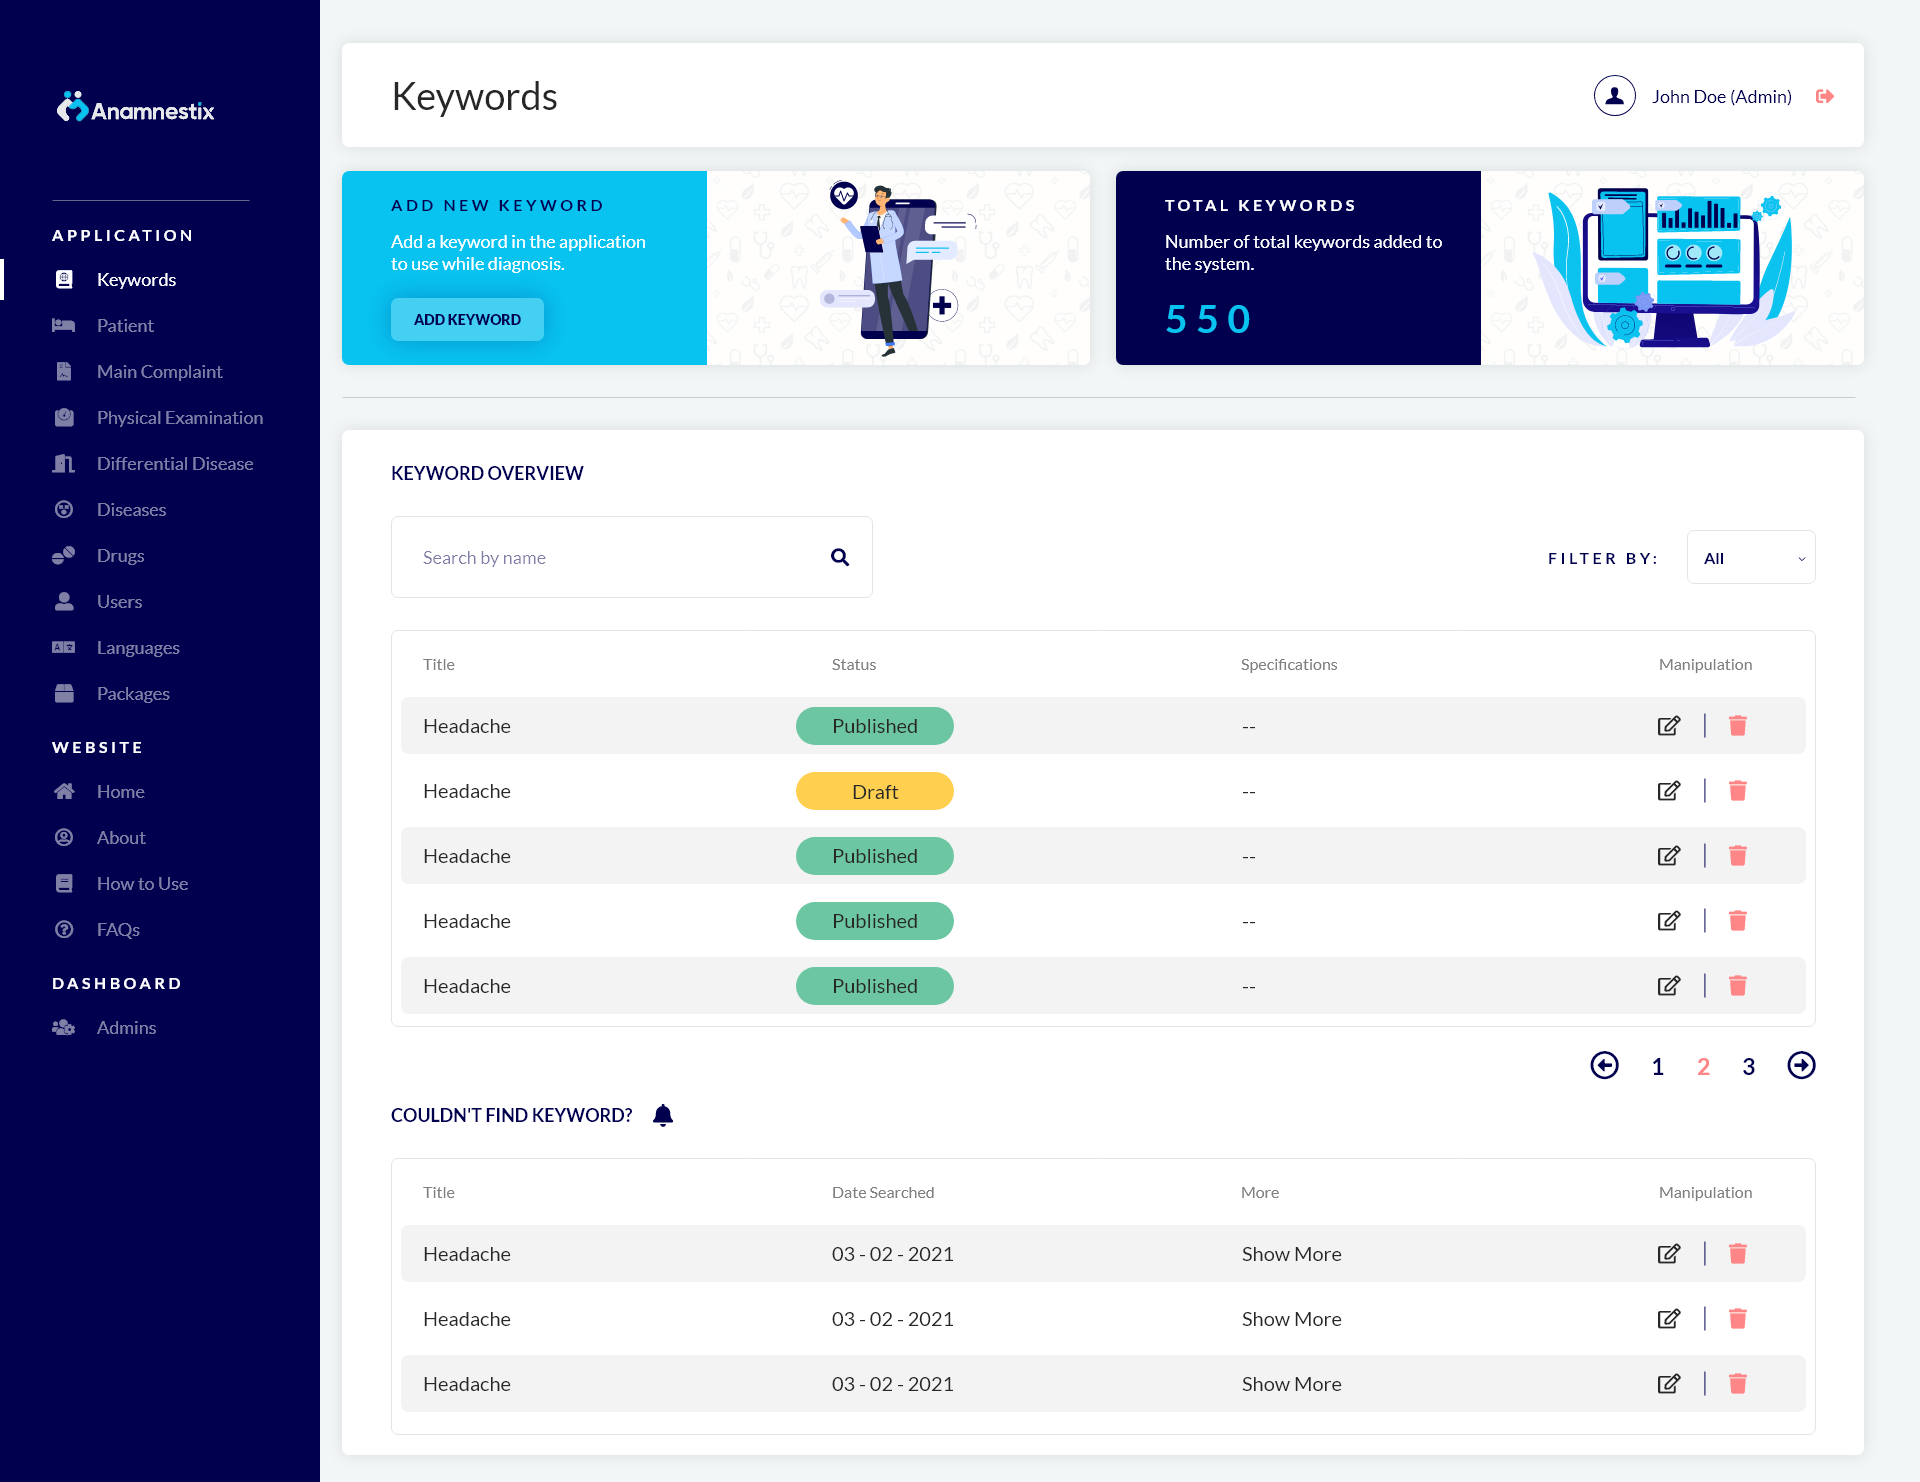 Anamnestix
APPLICATION
Keywords
Patient
Main Complaint
Physical Examination
Differential Disease
Diseases
Drugs
Users
Languages
Packages
WEBSITE
Home
About
How to Use
FAQs
DASHBOARD
Admins
Keywords
John Doe (Admin)
ADD NEW KEYWORD
Add a keyword in the application
to use while diagnosis.
ADD KEYWORD
TOTAL KEYWORDS
Number of total keywords added to
the system.
550
KEYWORD OVERVIEW
Search by name
FILTER BY: All
Title Status Specifications Manipulation
Headache Published --
Headache Draft --
Headache Published --
Headache Published --
Headache Published --
1 2 3
COULDN'T FIND KEYWORD?
Title Date Searched More Manipulation
Headache 03 - 02 - 2021 Show More
Headache 03 - 02 - 2021 Show More
Headache 03 - 02 - 2021 Show More